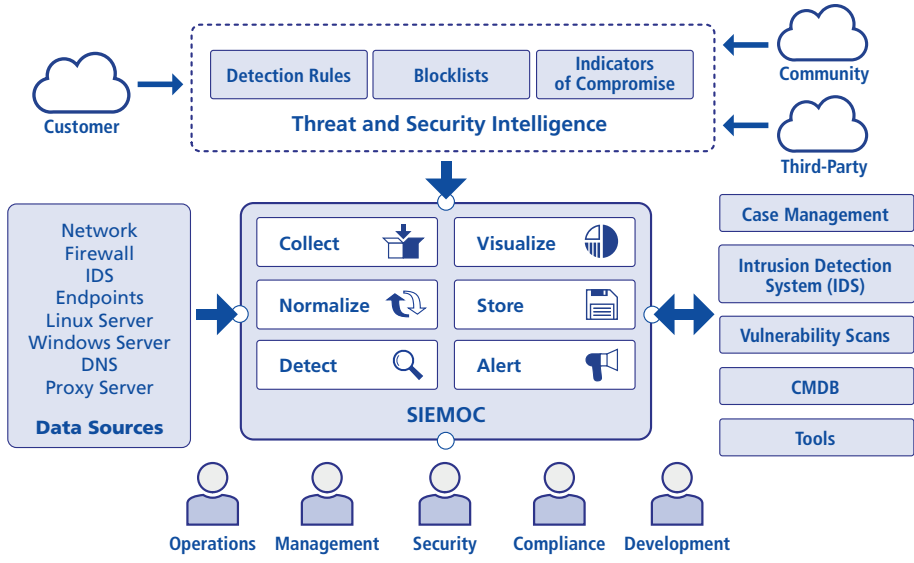 Customer
Detection Rules
Blocklists
Indicators
of Compromise
Threat and Security Intelligence
Community
Third-Party
Network
Firewall
IDS
Endpoints
Linux Server
Windows Server
DNS
Proxy Server
Data Sources
Collect
Visualize
Normalize
Store
Detect
Alert
SIEMOC
Case Management
Intrusion Detection
System (IDS)
Vulnerability Scans
CMDB
Tools
Operations
Management
Security
Compliance
Development